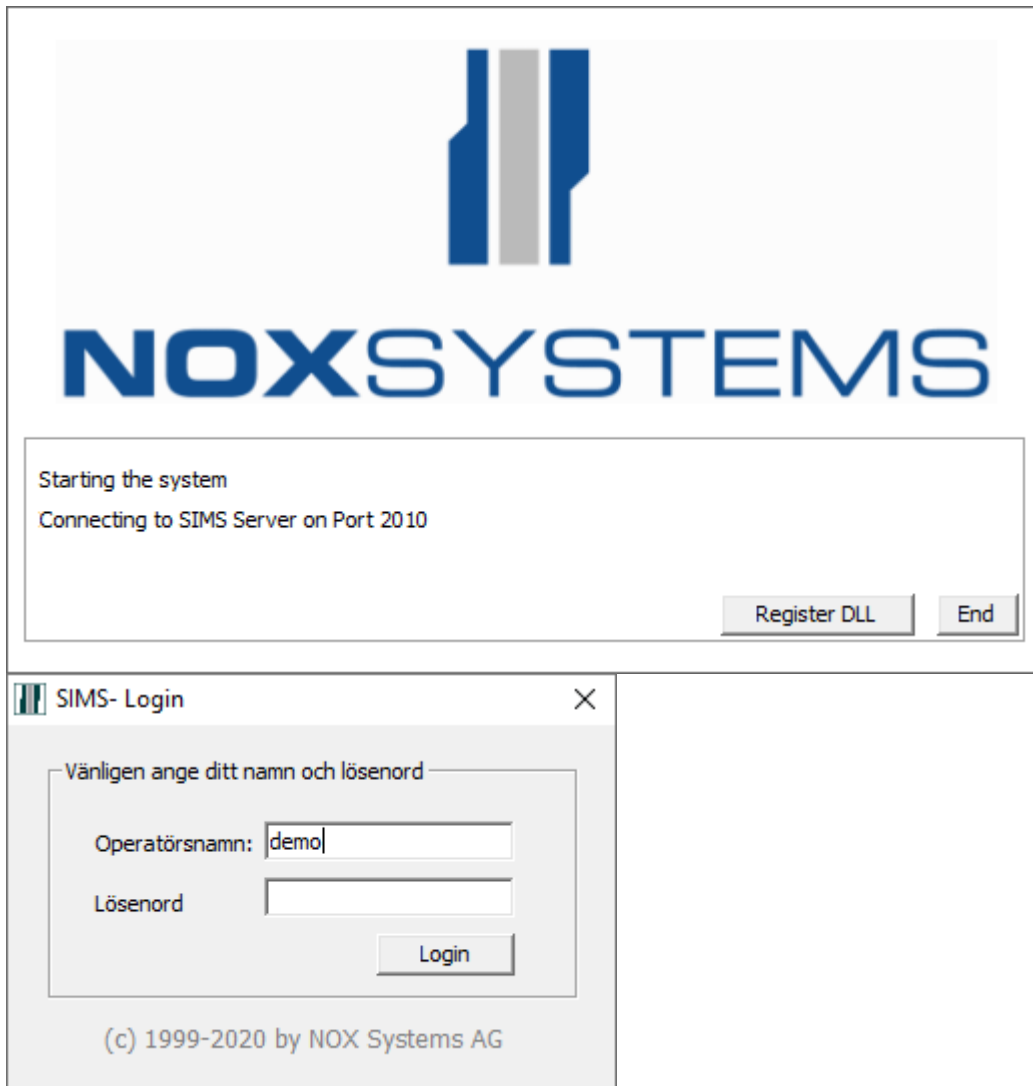 NOXSYSTEMS
Starting the system
Connecting to SIMS Server on Port 2010
Register DLL End
SIMS- Login
Vänligen ange ditt namn och lösenord
Operatörsnamn: demo
Lösenord
Login
(c) 1999-2020 by NOX Systems AG